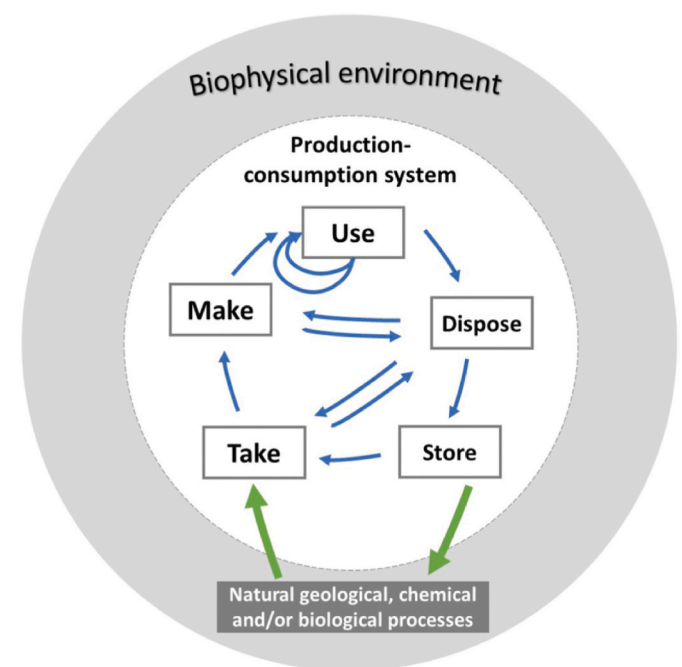 Biophysical environment
Production-
consumption system
Use
Make
Dispose
Take
Store
Natural geological, chemical
and/or biological processes